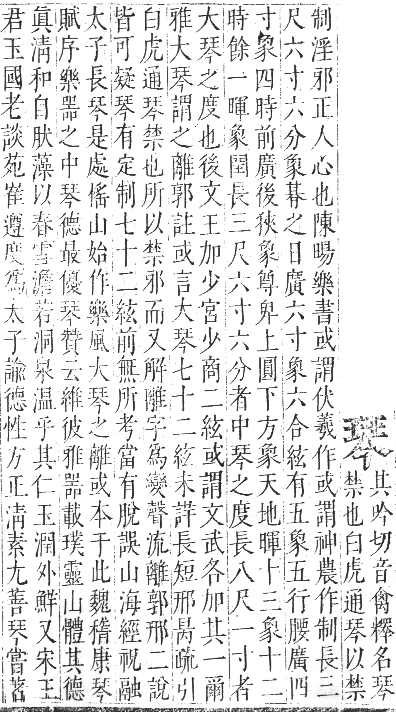 琴
其吟切音禽釋名琴
禁也白虎通琴以禁
制淫邪正人心也陳暘樂書或謂伏羲作或謂神農作制長三
尺六寸六分象暮之日廣六寸象六合絃有五象五行腰廣四
寸象四時前廣後狹象尊卑上圓下方象天地暉十三象十二
時餘一暉象閏長三尺六寸六分者中琴之度長八尺一寸者
大琴之度也後文王加少宮少商二絃或謂文武各加其一爾
雅大琴謂之離郭註或言大琴七十二絃未詳長短邢昺疏引
白虎通琴禁也所以禁邪而又解離字爲變聲流離郭邢二說
皆可疑琴有定制七十二絃前無所考當有脫誤山海經祝融
太子長琴是處傜山始作樂風大琴之離或本于此魏稽康琴
賦序樂器之中琴德最優琴贊云維彼雅器載璞靈山體其德
眞淸和自肰藻以春雪澹若洞泉温乎其仁玉潤外鮮又宋王
君玉國老談苑崔遵度爲太子諭德性方正淸素尤善琴嘗著